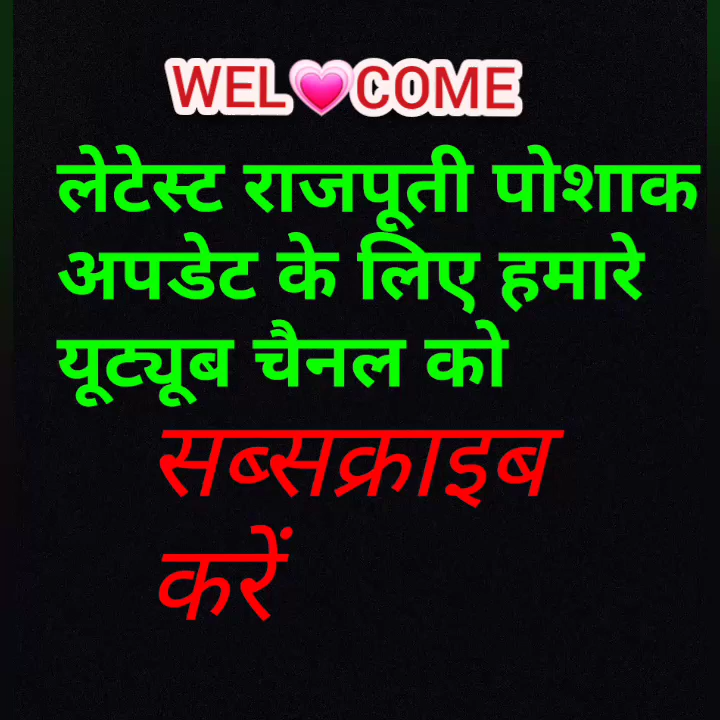 WEL💗COME
लेटेस्ट राजपूती पोशाक
अपडेट के लिए हमारे
यूट्यूब चैनल को
सब्सक्राइब
करें